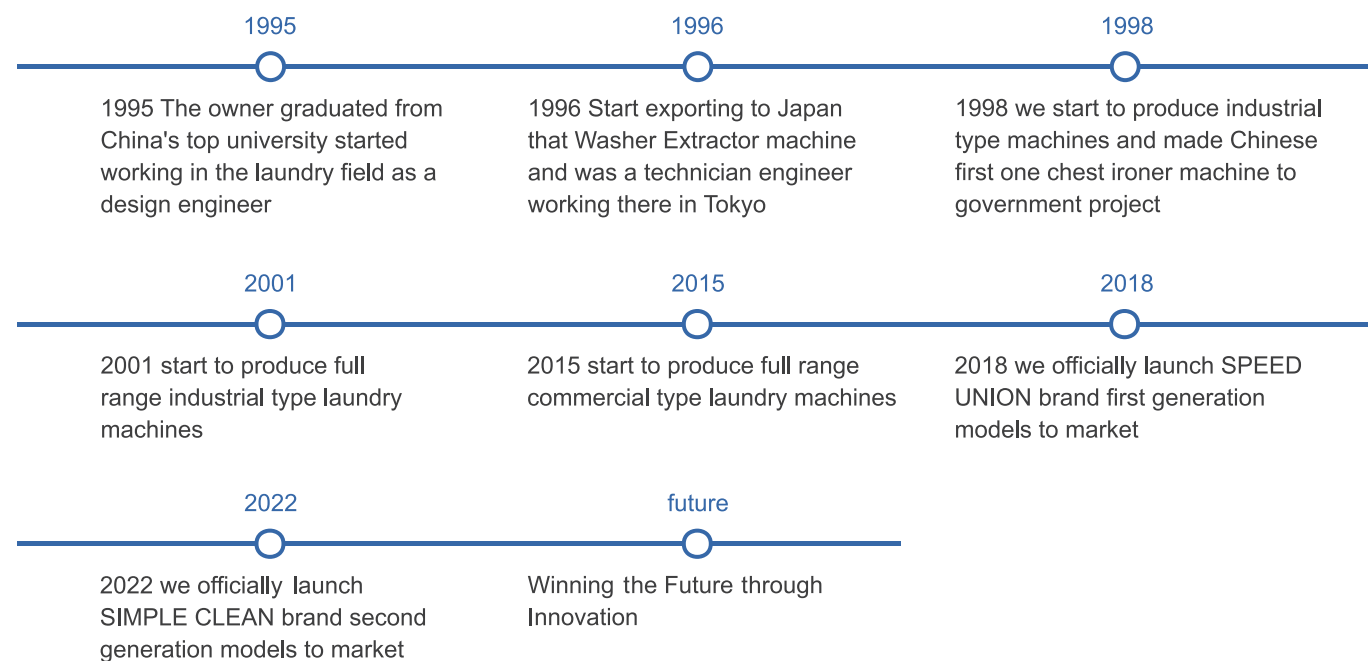 1995
1995 The owner graduated from
China's top university started
working in the laundry field as a
design engineer
1996
1996 Start exporting to Japan
that Washer Extractor machine
and was a technician engineer
working there in Tokyo
1998
1998 we start to produce industrial
type machines and made Chinese
first one chest ironer machine to
government project
2001
2001 start to produce full
range industrial type laundry
machines
2015
2015 start to produce full range
commercial type laundry machines
2018
2018 we officially launch SPEED
UNION brand first generation
models to market
2022
2022 we officially launch
SIMPLE CLEAN brand second
generation models to market
future
Winning the Future through
Innovation